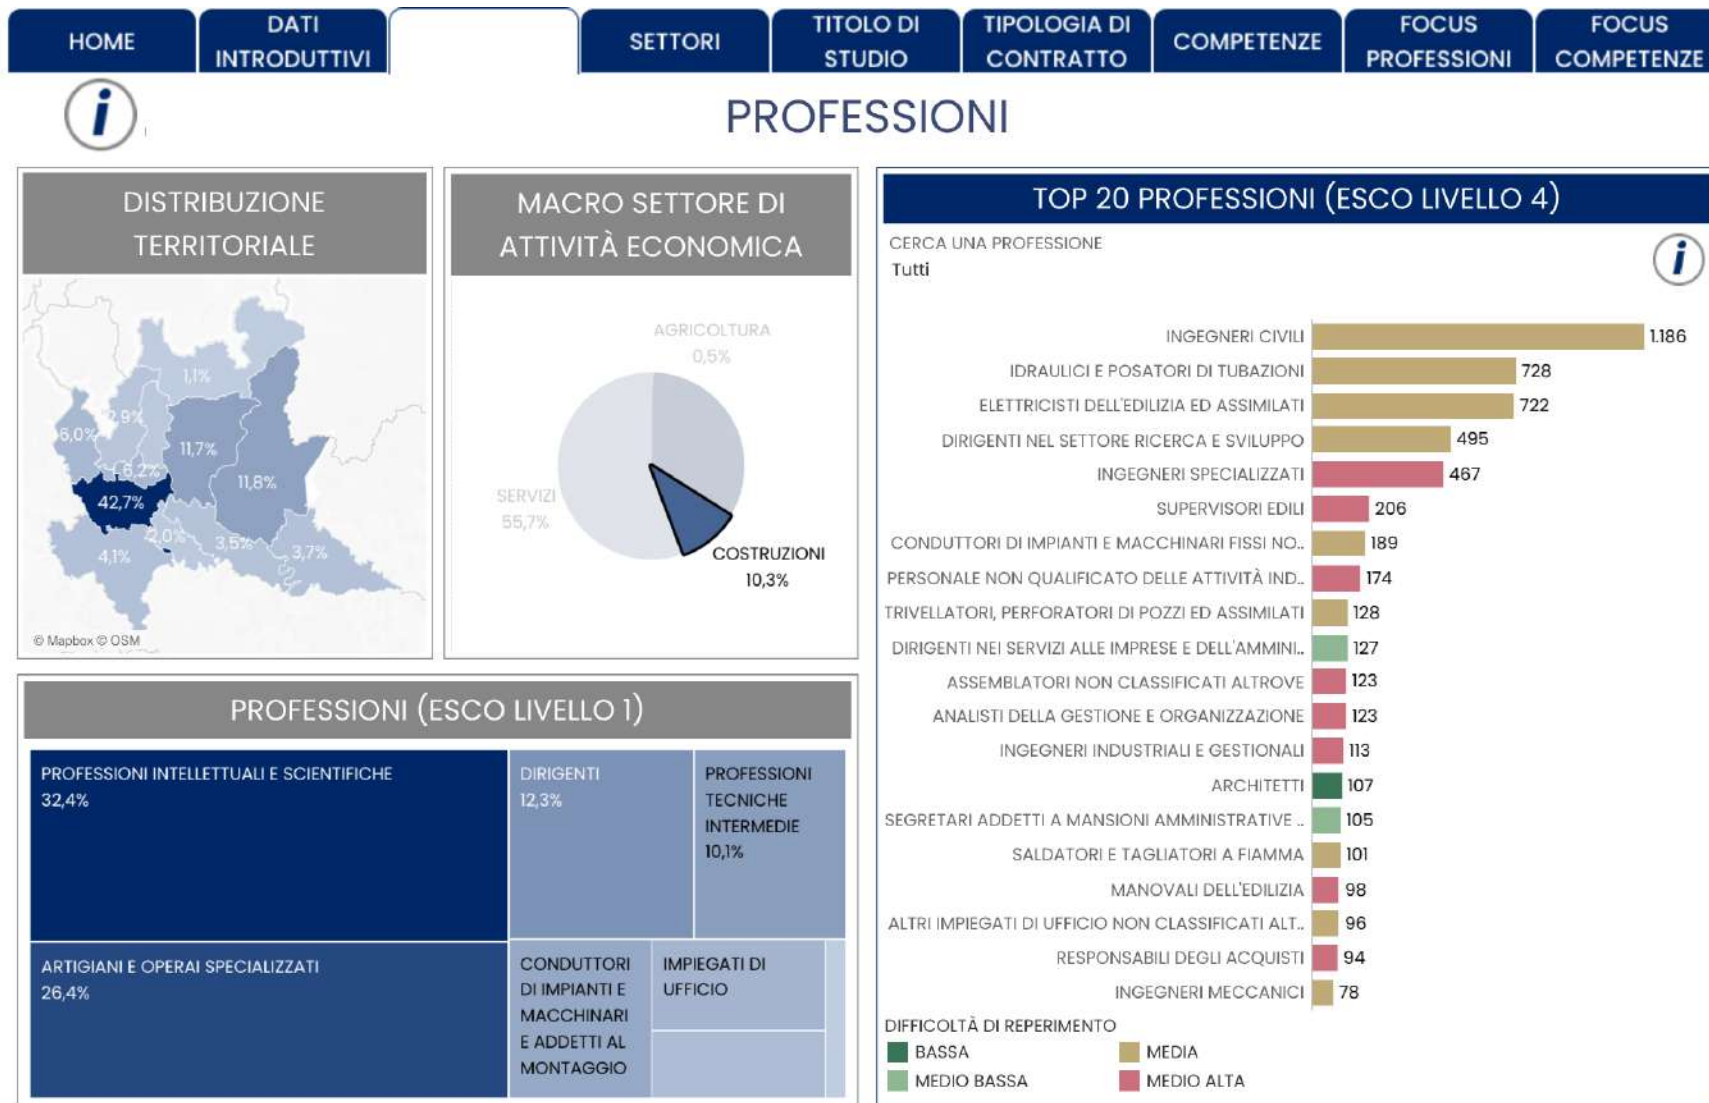 HOME
DATI
INTRODUTTIVI
SETTORI
TITOLO DI
STUDIO
TIPOLOGIA DI
CONTRATTO
COMPETENZE
FOCUS
PROFESSIONI
FOCUS
COMPETENZE
i
PROFESSIONI
DISTRIBUZIONE
TERRITORIALE
1,1%
2,9%
6,0%
6,2%
11,7%
11,8%
42,7%
2,0%
3,5%
3,7%
4,1%
© Mapbox © OSM
MACRO SETTORE DI
ATTIVITÀ ECONOMICA
AGRICOLTURA
0,5%
SERVIZI
55,7%
COSTRUZIONI
10,3%
PROFESSIONI (ESCO LIVELLO 1)
PROFESSIONI INTELLETTUALI E SCIENTIFICHE
32,4%
DIRIGENTI
12,3%
PROFESSIONI
TECNICHE
INTERMEDIE
10,1%
ARTIGIANI E OPERAI SPECIALIZZATI
26,4%
CONDUTTORI
DI IMPIANTI E
MACCHINARI
E ADDETTI AL
MONTAGGIO
IMPIEGATI DI
UFFICIO
TOP 20 PROFESSIONI (ESCO LIVELLO 4)
CERCA UNA PROFESSIONE
Tutti
i
INGEGNERI CIVILI 1.186
IDRAULICI E POSATORI DI TUBAZIONI 728
ELETTRICISTI DELL'EDILIZIA ED ASSIMILATI 722
DIRIGENTI NEL SETTORE RICERCA E SVILUPPO 495
INGEGNERI SPECIALIZZATI 467
SUPERVISORI EDILI 206
CONDUTTORI DI IMPIANTI E MACCHINARI FISSI NO.. 189
PERSONALE NON QUALIFICATO DELLE ATTIVITÀ IND.. 174
TRIVELLATORI, PERFORATORI DI POZZI ED ASSIMILATI 128
DIRIGENTI NEI SERVIZI ALLE IMPRESE E DELL'AMMINI.. 127
ASSEMBLATORI NON CLASSIFICATI ALTROVE 123
ANALISTI DELLA GESTIONE E ORGANIZZAZIONE 123
INGEGNERI INDUSTRIALI E GESTIONALI 113
ARCHITETTI 107
SEGRETARI ADDETTI A MANSIONI AMMINISTRATIVE .. 105
SALDATORI E TAGLIATORI A FIAMMA 101
MANOVALI DELL'EDILIZIA 98
ALTRI IMPIEGATI DI UFFICIO NON CLASSIFICATI ALT.. 96
RESPONSABILI DEGLI ACQUISTI 94
INGEGNERI MECCANICI 78
DIFFICOLTÀ DI REPERIMENTO
BASSA
MEDIA
MEDIO BASSA
MEDIO ALTA